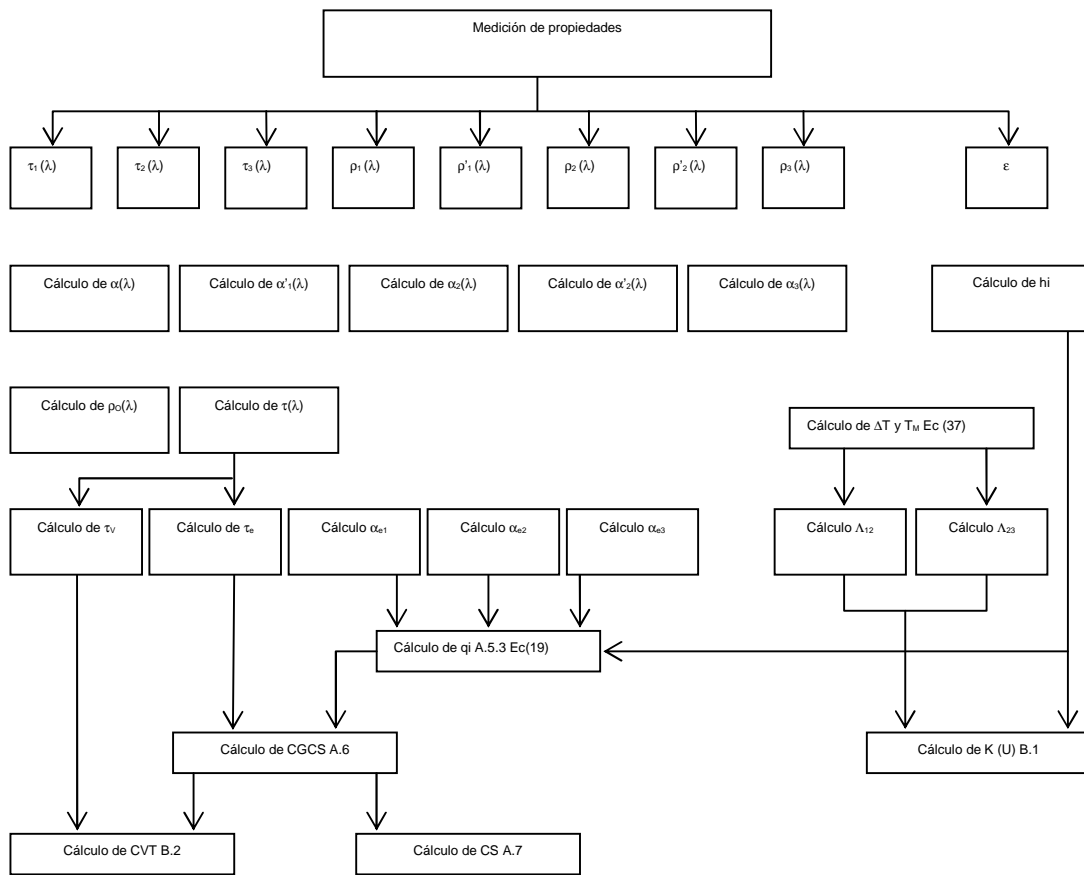 Medición de propiedades
τ₁ (λ)
τ₂ (λ)
τ₃ (λ)
ρ₁ (λ)
ρ'₁ (λ)
ρ₂ (λ)
ρ'₂ (λ)
ρ₃ (λ)
ε
Cálculo de α(λ)
Cálculo de α'₁(λ)
Cálculo de α₂(λ)
Cálculo de α'₂(λ)
Cálculo de α₃(λ)
Cálculo de hi
Cálculo de ρ₀(λ)
Cálculo de τ(λ)
Cálculo de ΔT y T_M Ec (37)
Cálculo de τ_V
Cálculo de τ_e
Cálculo α_e1
Cálculo α_e2
Cálculo α_e3
Cálculo Λ₁₂
Cálculo Λ₂₃
Cálculo de qi A.5.3 Ec(19)
Cálculo de CGCS A.6
Cálculo de K (U) B.1
Cálculo de CVT B.2
Cálculo de CS A.7